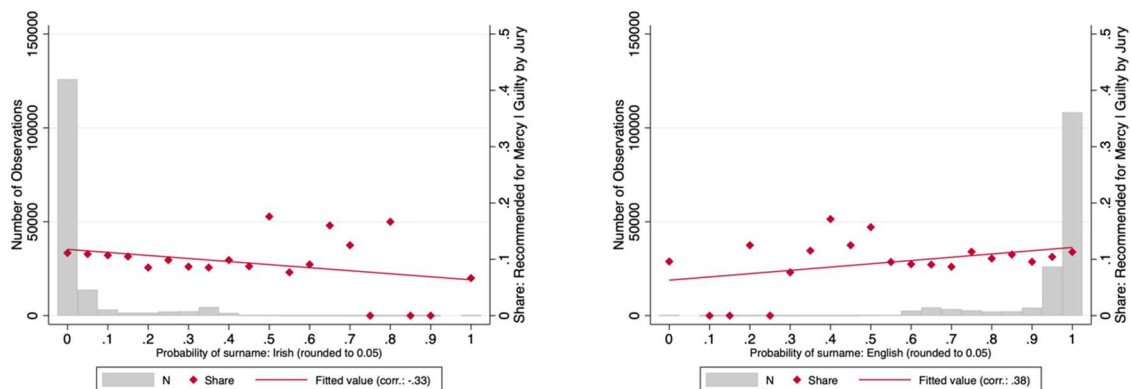 Number of Observations
150000
100000
50000
0
.5
.4
.3
.2
.1
0
Share: Recommended for Mercy | Guilty by Jury
0 .1 .2 .3 .4 .5 .6 .7 .8 .9 1
Probability of surname: Irish (rounded to 0.05)
N Share Fitted value (corr.: -.33)
Number of Observations
150000
100000
50000
0
.5
.4
.3
.2
.1
0
Share: Recommended for Mercy | Guilty by Jury
0 .1 .2 .3 .4 .5 .6 .7 .8 .9 1
Probability of surname: English (rounded to 0.05)
N Share Fitted value (corr.: .38)